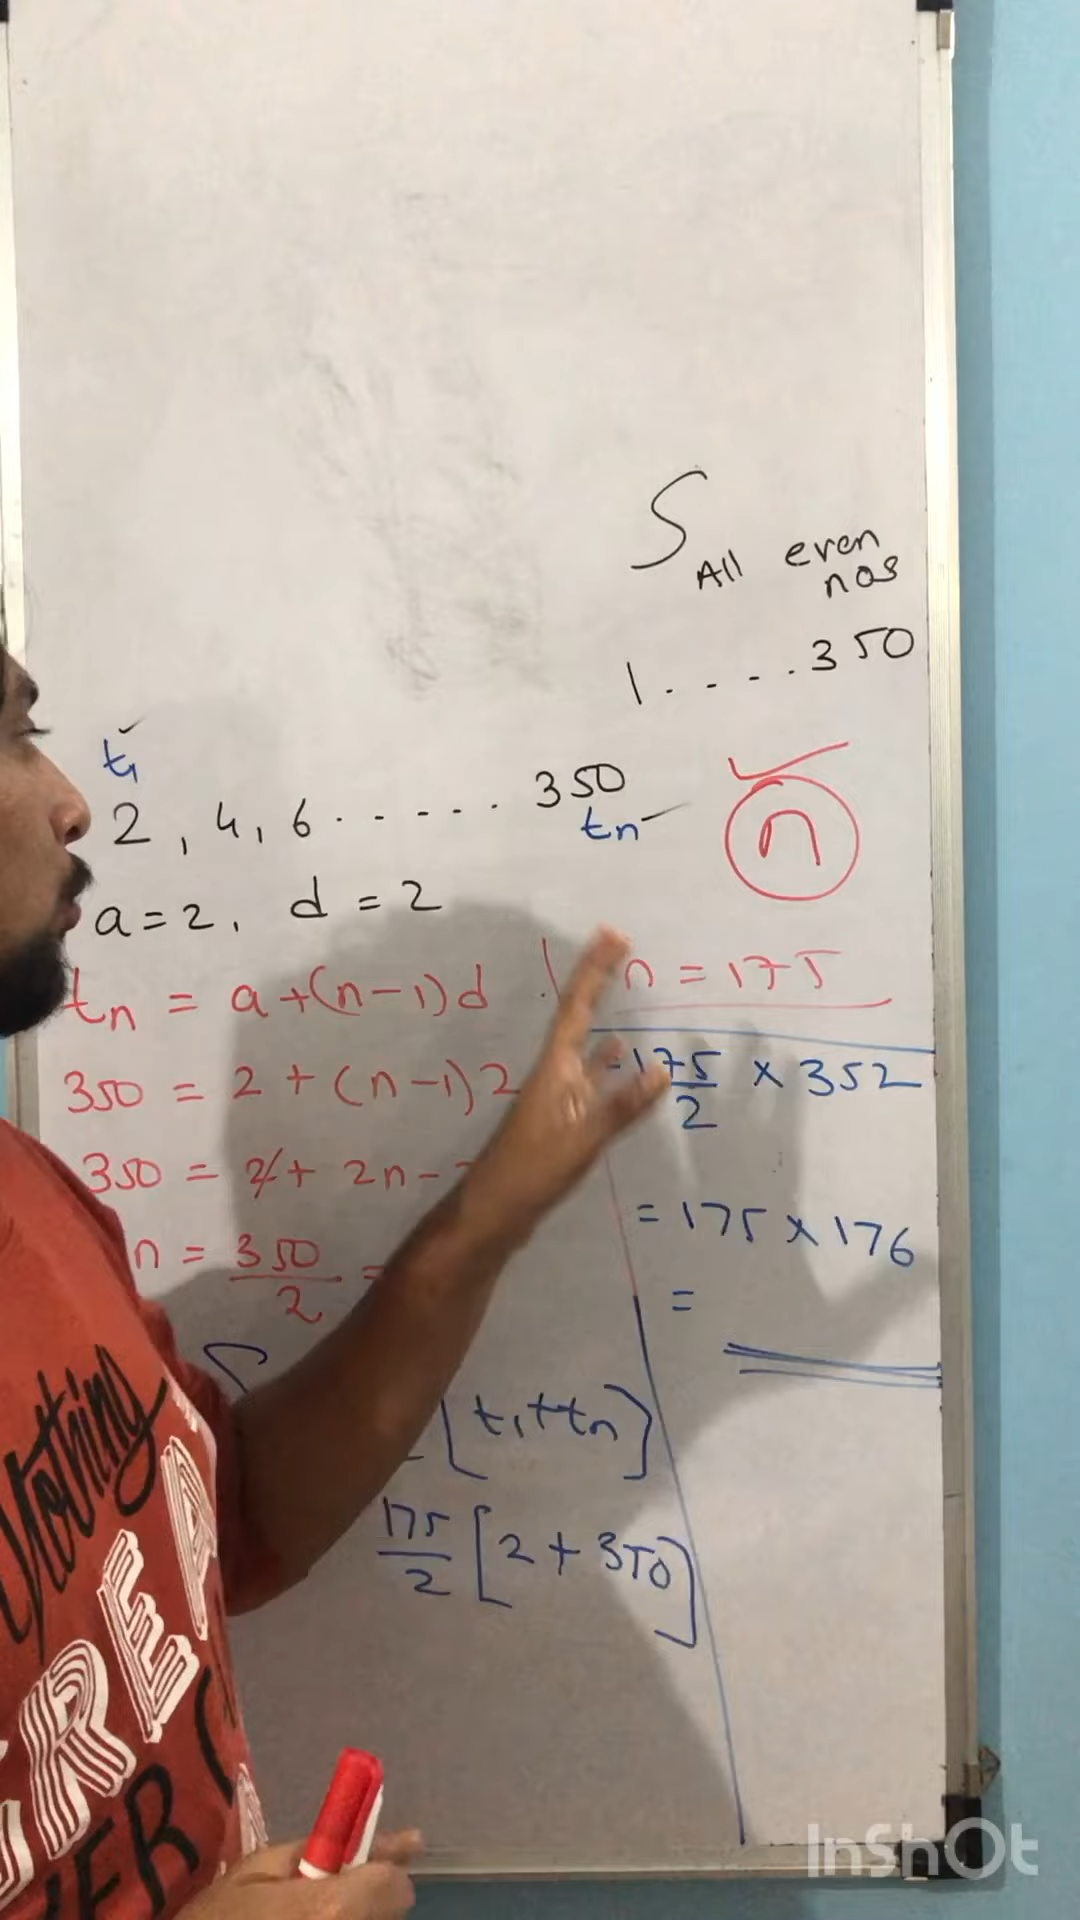 S All even
nos
1 . . . . 350
t1
2 , 4, 6 . . . . . . 350
tn
n
a = 2, d = 2
tn = a + (n-1)d
n = 175
350 = 2 + (n-1)2
= 175/2 × 352
350 = 2 + 2n -
= 175 × 176
n = 350/2 =
=
[t1 + tn]
175/2 [2 + 350]
Nothing
InShOt